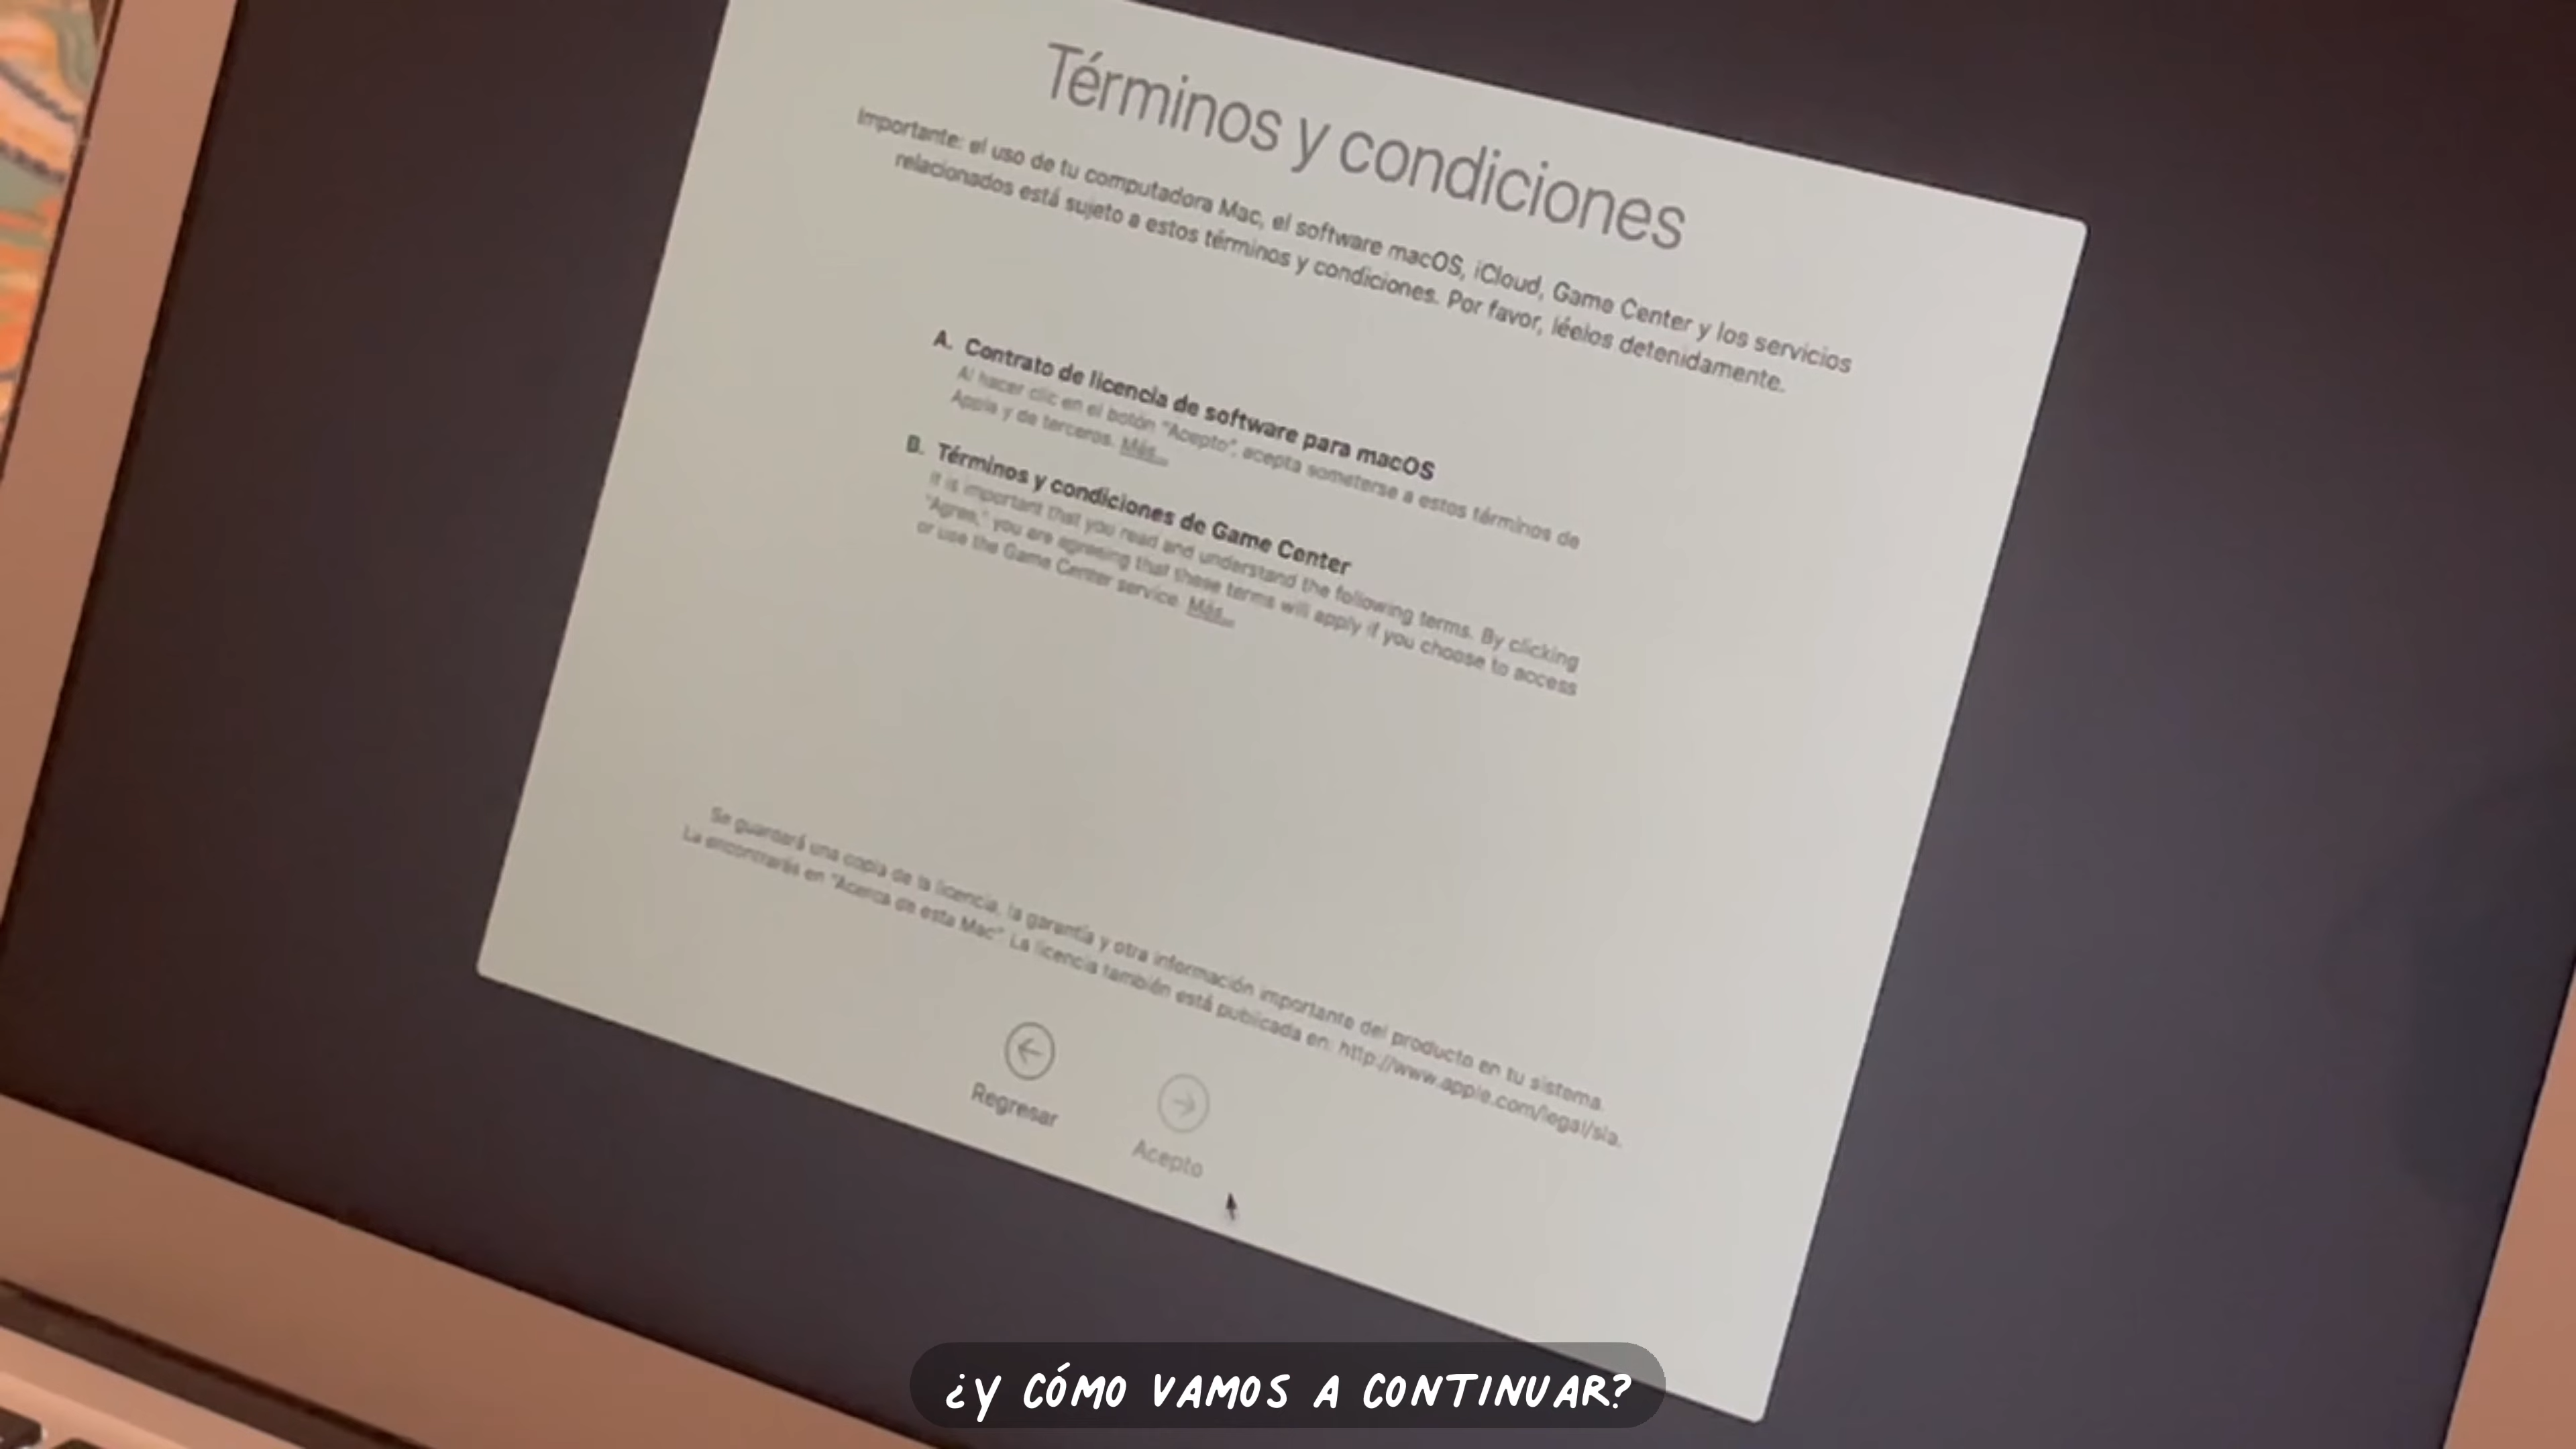 Términos y condiciones
Importante: el uso de tu computadora Mac, el software macOS, iCloud, Game Center y los servicios
relacionados está sujeto a estos términos y condiciones. Por favor, léelos detenidamente.
A. Contrato de licencia de software para macOS
Al hacer clic en el botón "Acepto", acepta someterse a estos términos de
Apple y de terceros. Más...
B. Términos y condiciones de Game Center
It is important that you read and understand the following terms. By clicking
"Agree," you are agreeing that these terms will apply if you choose to access
or use the Game Center service. Más...
Se guardará una copia de la licencia, la garantía y otra información importante del producto en tu sistema.
La encontrarás en "Acerca de esta Mac". La licencia también está publicada en: http://www.apple.com/legal/sla.
Regresar
Acepto
¿Y CÓMO VAMOS A CONTINUAR?